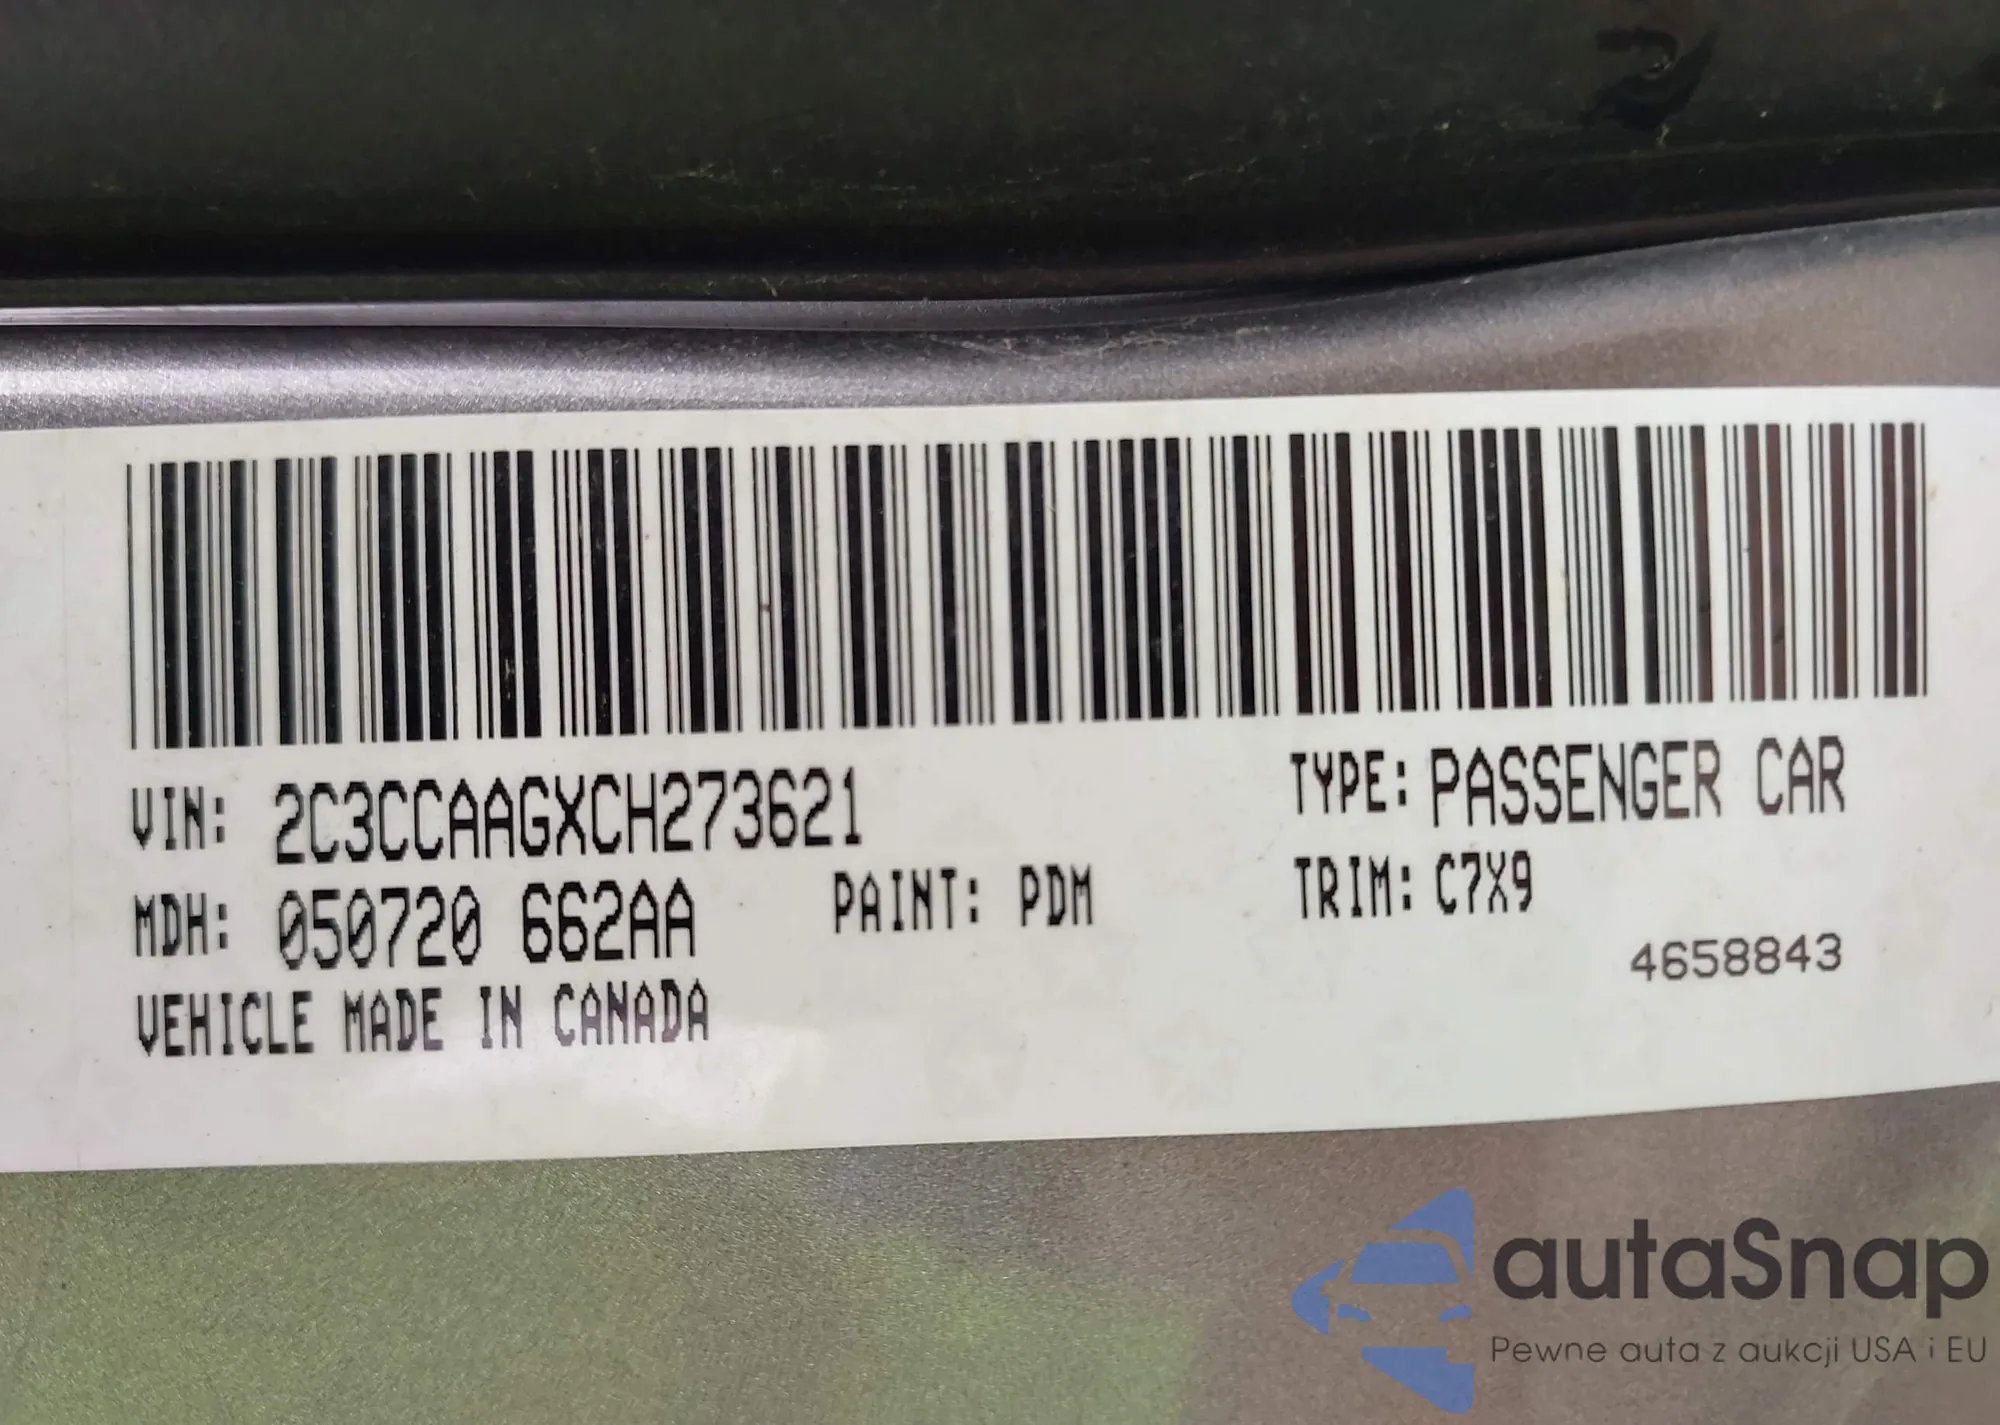 VIN: 2C3CCAAGXCH273621 TYPE: PASSENGER CAR
MDH: 050720 662AA PAINT: PDM TRIM: C7X9
4658843
VEHICLE MADE IN CANADA
autaSnap
Pewne auta z aukcji USA i EU